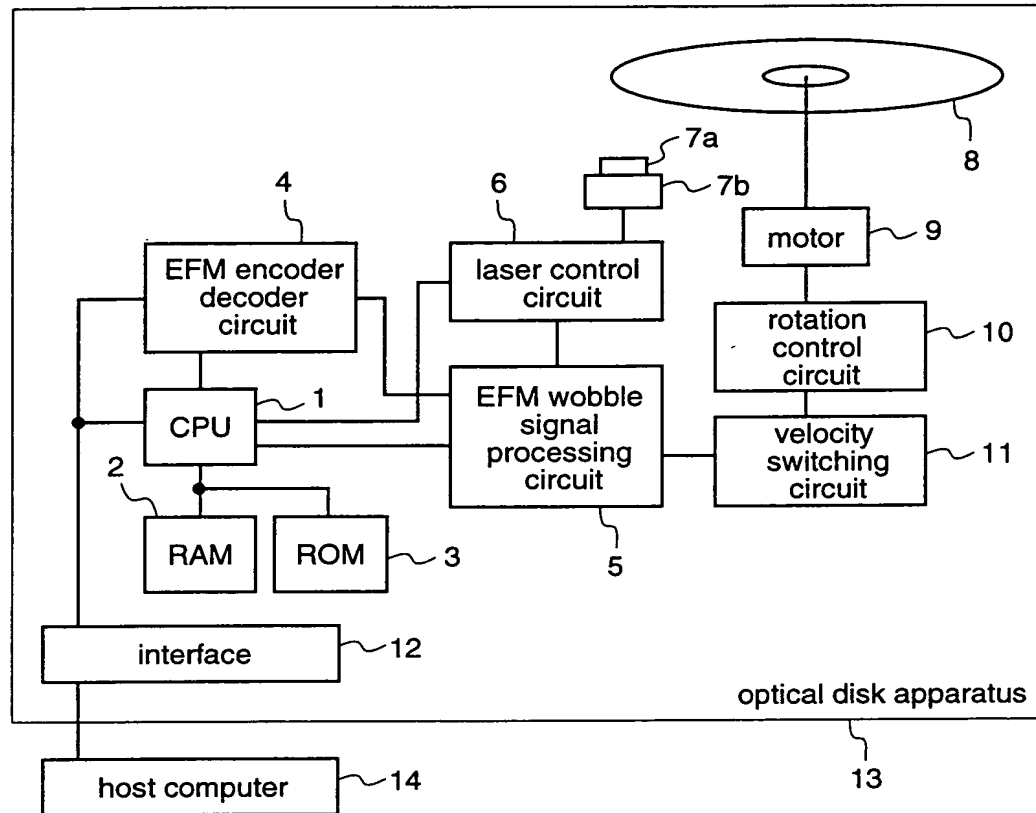 8
7a
7b
4
6
motor
9
EFM encoder
decoder
circuit
laser control
circuit
rotation
control
circuit
10
1
CPU
EFM wobble
signal
processing
circuit
velocity
switching
circuit
11
2
RAM
ROM
3
5
interface
12
optical disk apparatus
13
host computer
14